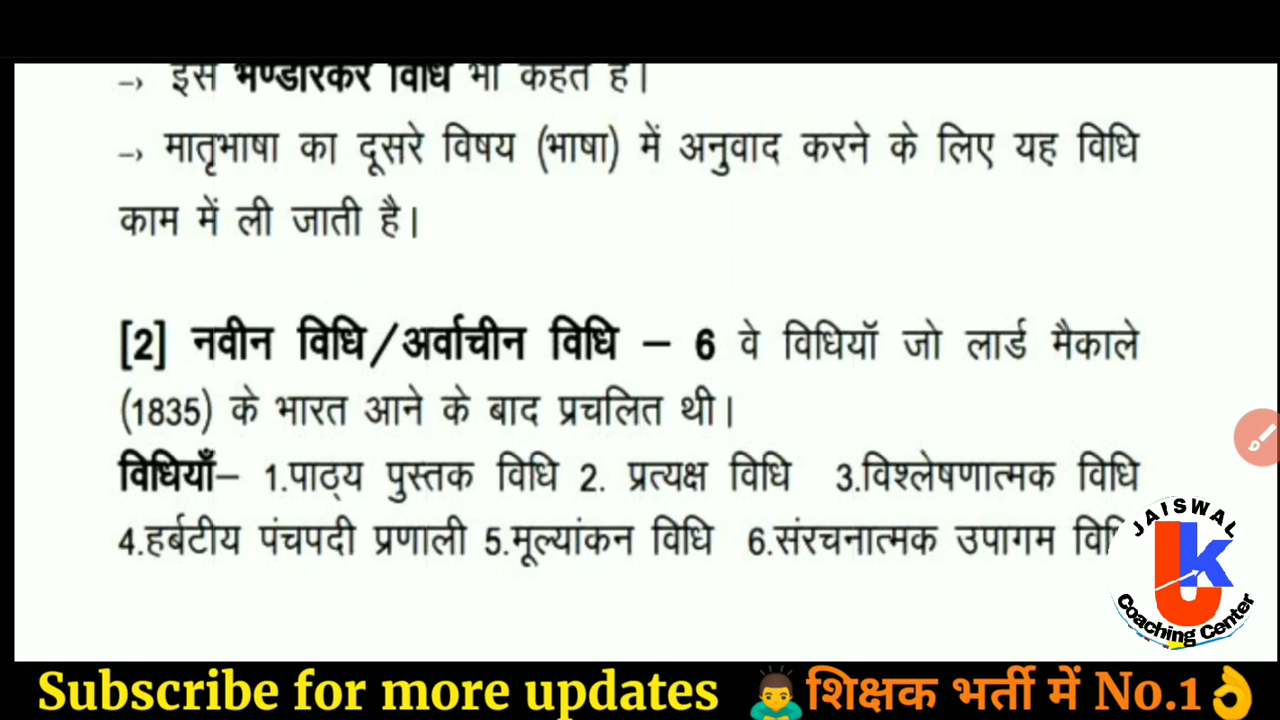 –› इसे भण्डारकर विधि भी कहते हैं।
–› मातृभाषा का दूसरे विषय (भाषा) में अनुवाद करने के लिए यह विधि
काम में ली जाती है।
[2] नवीन विधि/अर्वाचीन विधि – 6 वे विधियॉ जो लार्ड मैकाले
(1835) के भारत आने के बाद प्रचलित थी।
विधियाँ– 1.पाठ्य पुस्तक विधि 2. प्रत्यक्ष विधि 3.विश्लेषणात्मक विधि
4.हर्बटीय पंचपदी प्रणाली 5.मूल्यांकन विधि 6.संरचनात्मक उपागम
JAISWAL
JK
Coaching Center
Subscribe for more updates 🙇‍♂️शिक्षक भर्ती में No.1👌